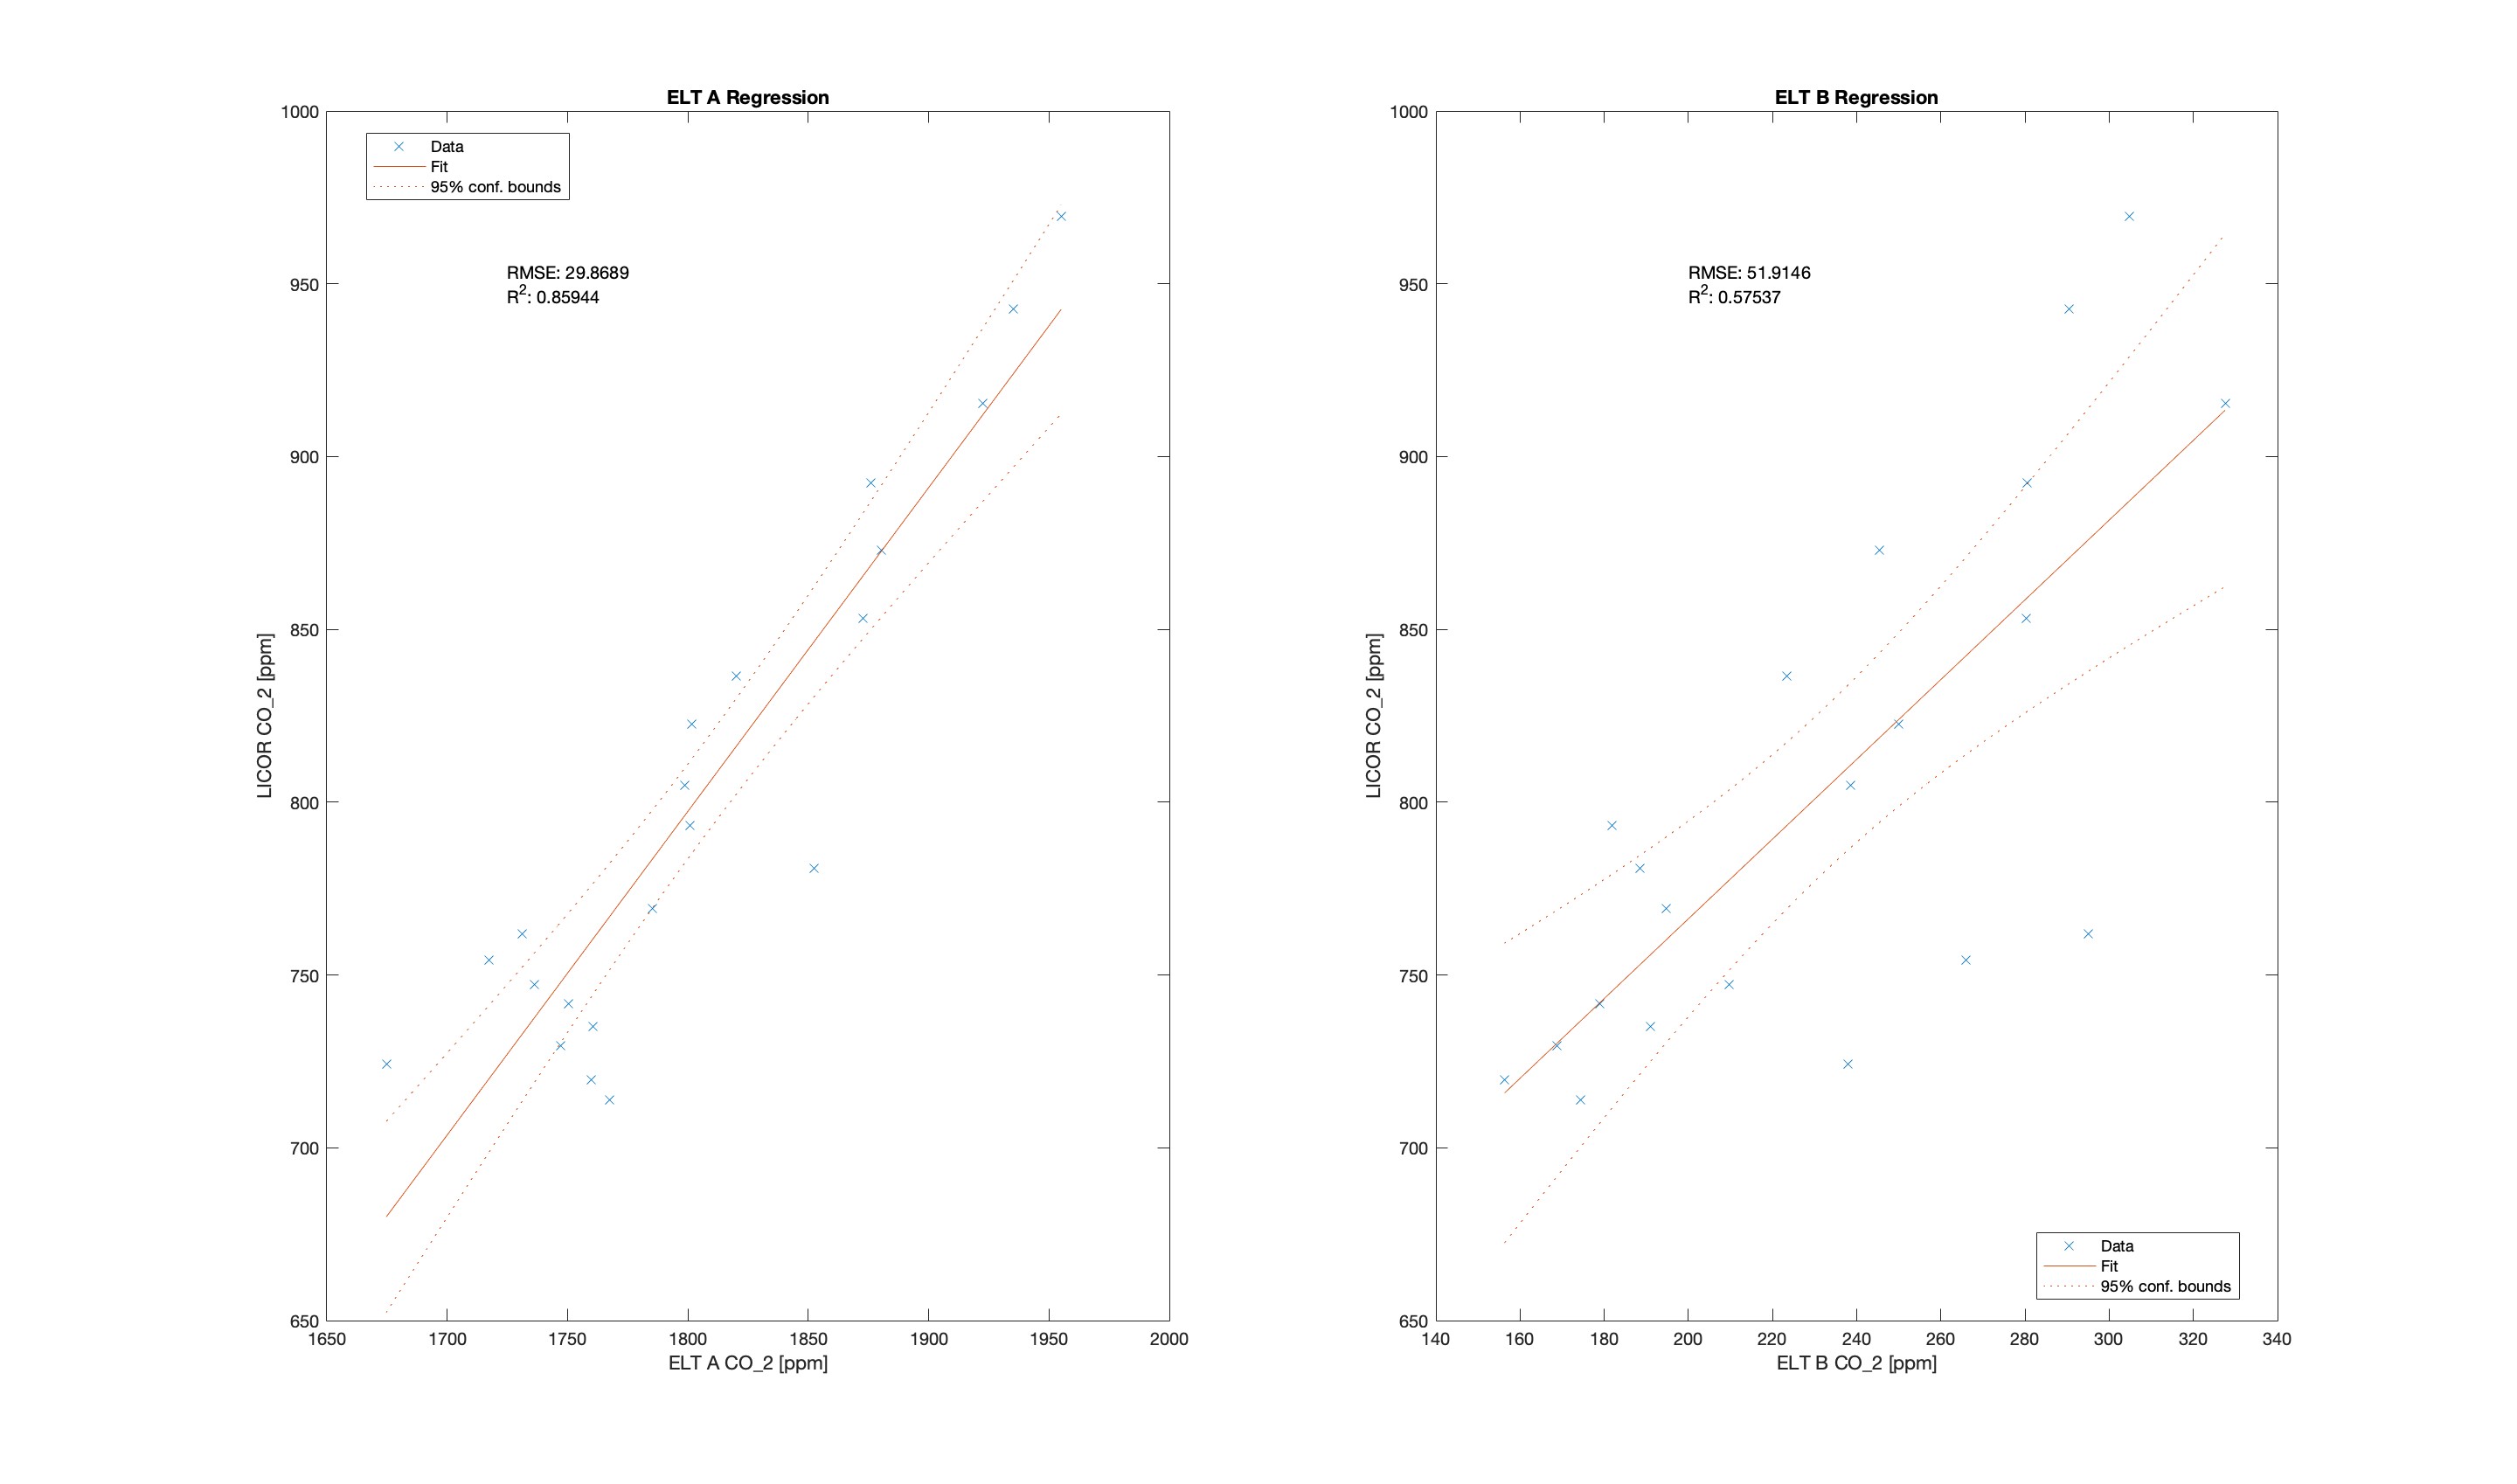 ELT A Regression
1000
950
900
850
800
750
700
650
LICOR CO_2 [ppm]
Data
Fit
95% conf. bounds
RMSE: 29.8689
R²: 0.85944
1650 1700 1750 1800 1850 1900 1950 2000
ELT A CO_2 [ppm]
ELT B Regression
1000
950
900
850
800
750
700
650
LICOR CO_2 [ppm]
RMSE: 51.9146
R²: 0.57537
Data
Fit
95% conf. bounds
140 160 180 200 220 240 260 280 300 320 340
ELT B CO_2 [ppm]